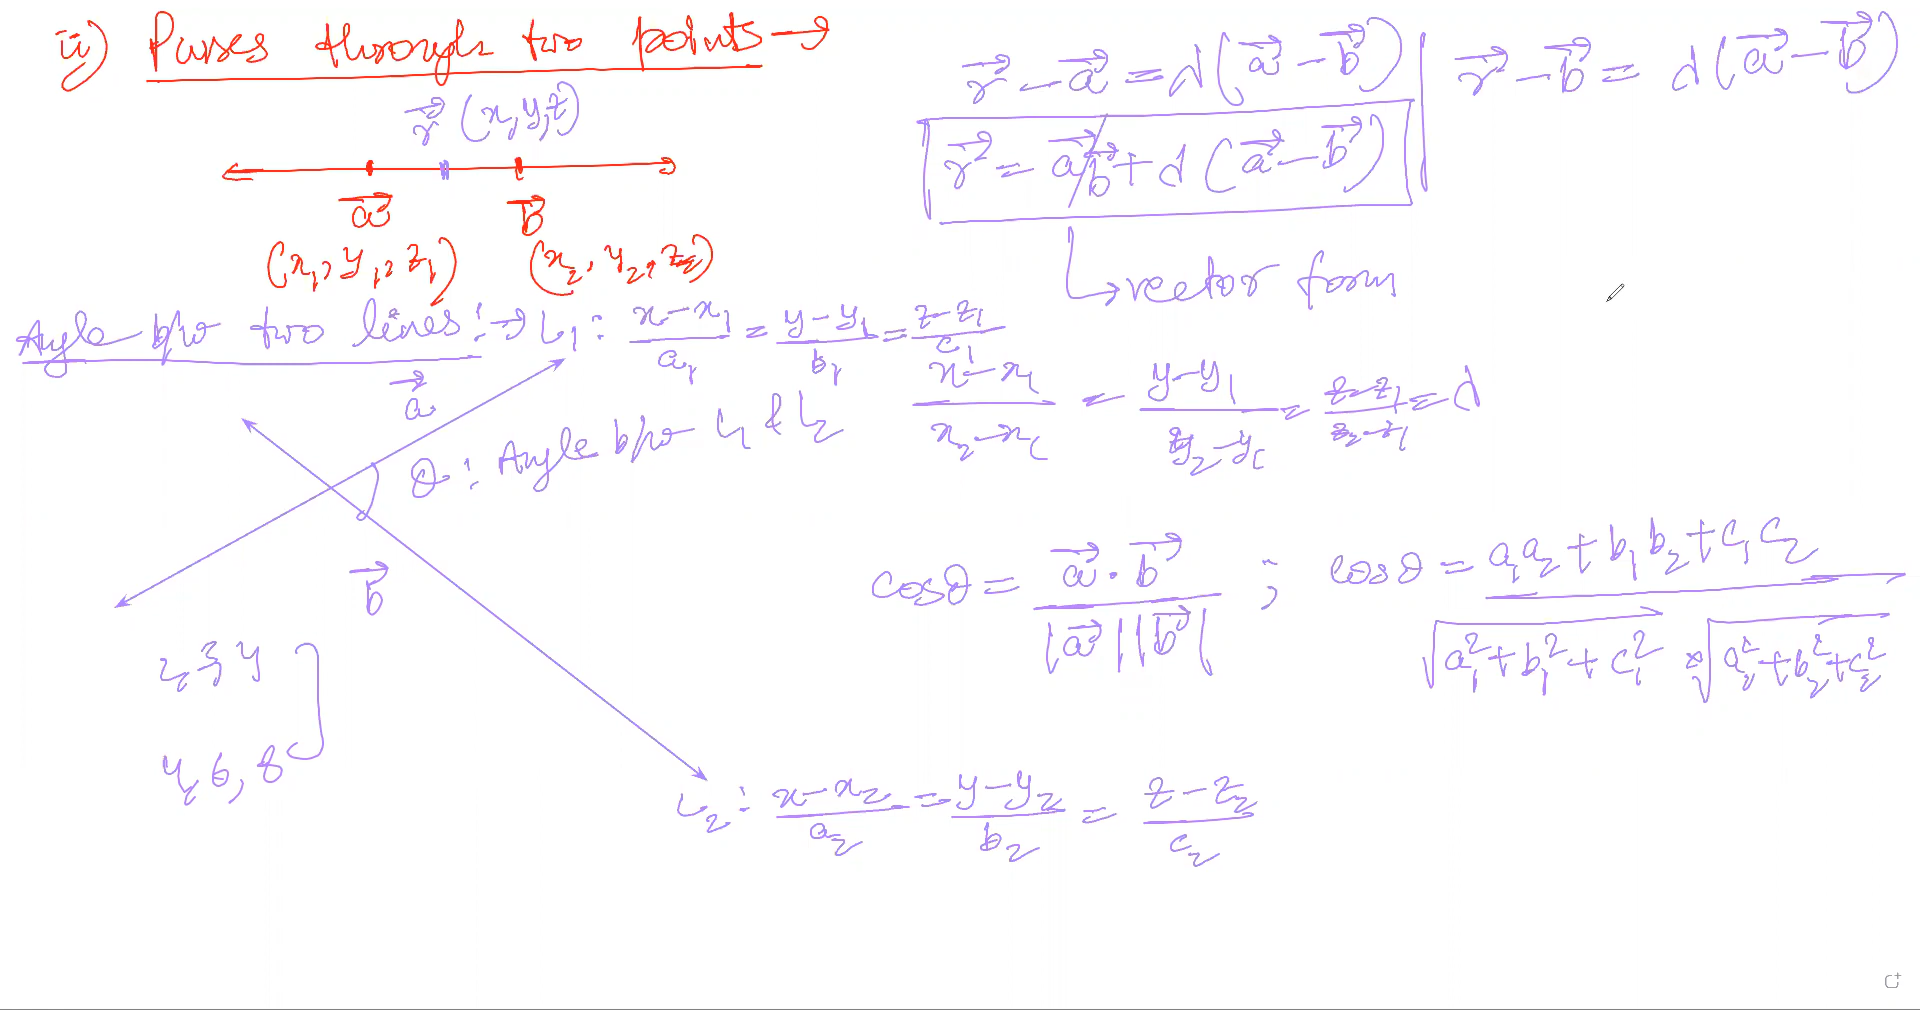 ii) Passes through two points →
r⃗ (x, y, z)
a⃗ b⃗
(x₁, y₁, z₁) (x₂, y₂, z₂)
r⃗ - a⃗ = λ(a⃗ - b⃗) | r⃗ - b⃗ = λ(a⃗ - b⃗)
r⃗ = a⃗/b⃗ + λ(a⃗ - b⃗)
↳ vector form
Angle b/w two lines :→ L₁ : (x-x₁)/a₁ = (y-y₁)/b₁ = (z-z₁)/c₁
(x-x₁)/(x₂-x₁) = (y-y₁)/(y₂-y₁) = (z-z₁)/(z₂-z₁) = λ
a⃗
θ : Angle b/w L₁ & L₂
b⃗
cosθ = a⃗·b⃗ / |a⃗||b⃗| ; cosθ = (a₁a₂ + b₁b₂ + c₁c₂) / (√(a₁²+b₁²+c₁²) × √(a₂²+b₂²+c₂²))
2, 3, 4
4, 6, 8
L₂ : (x-x₂)/a₂ = (y-y₂)/b₂ = (z-z₂)/c₂